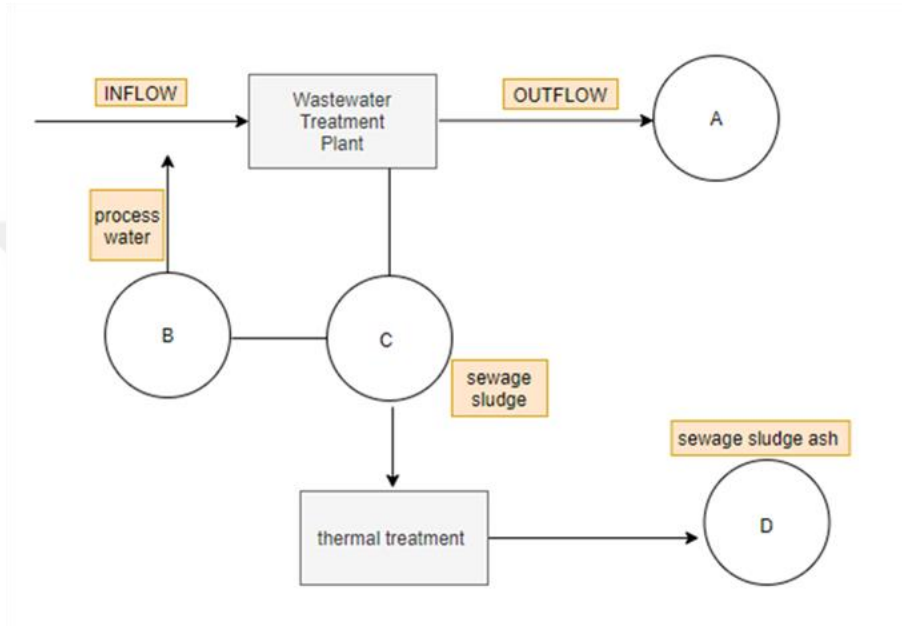 INFLOW
Wastewater
Treatment
Plant
OUTFLOW
A
process
water
B
C
sewage
sludge
sewage sludge ash
thermal treatment
D